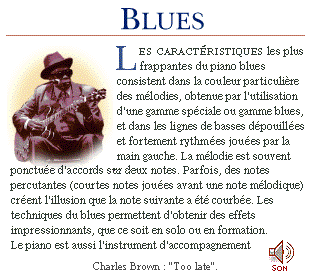 BLUES
LES CARACTÉRISTIQUES les plus
frappantes du piano blues
consistent dans la couleur particulière
des mélodies, obtenue par l'utilisation
d'une gamme spéciale ou gamme blues,
et dans les lignes de basses dépouillées
et fortement rythmées jouées par la
main gauche. La mélodie est souvent
ponctuée d'accords sur deux notes. Parfois, des notes
percutantes (courtes notes jouées avant une note mélodique)
créent l'illusion que la note suivante a été courbée. Les
techniques du blues permettent d'obtenir des effets
impressionnants, que ce soit en solo ou en formation.
Le piano est aussi l'instrument d'accompagnement
SON
Charles Brown : "Too late".